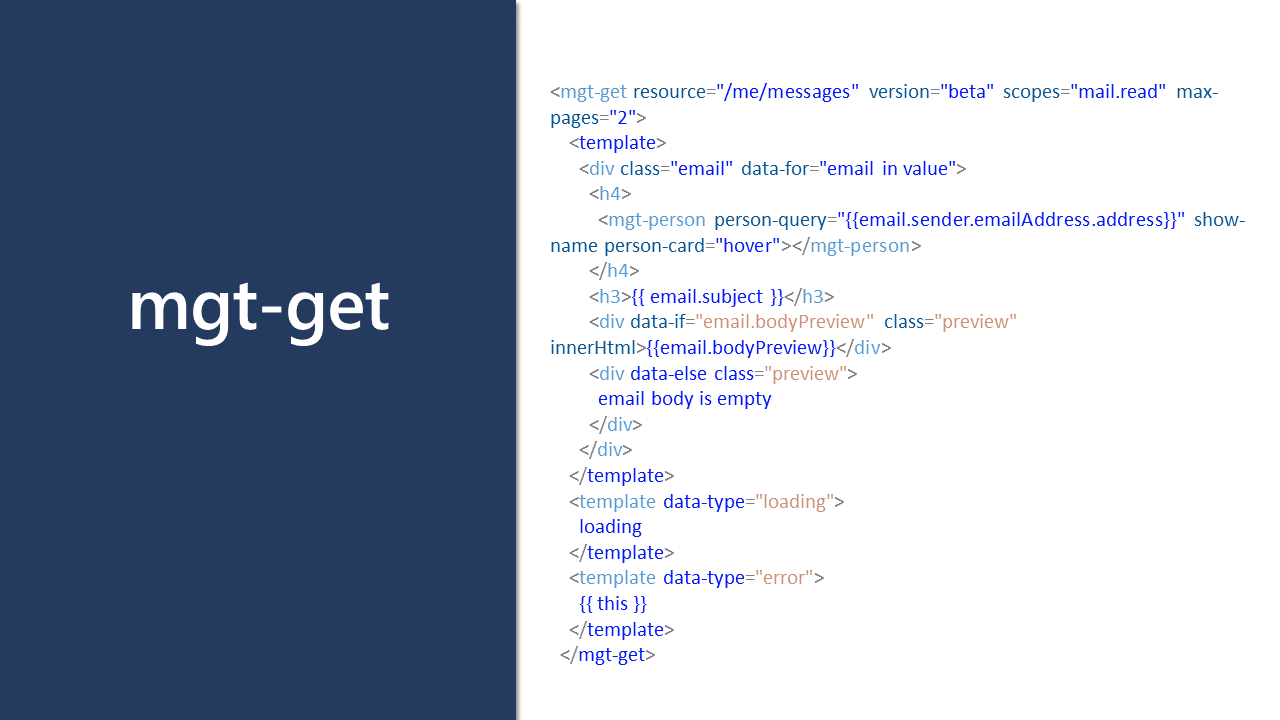 mgt-get
<mgt-get resource="/me/messages" version="beta" scopes="mail.read" max-
pages="2">
<template>
<div class="email" data-for="email in value">
<h4>
<mgt-person person-query="{{email.sender.emailAddress.address}}" show-
name person-card="hover"></mgt-person>
</h4>
<h3>{{ email.subject }}</h3>
<div data-if="email.bodyPreview" class="preview"
innerHtml>{{email.bodyPreview}}</div>
<div data-else class="preview">
email body is empty
</div>
</div>
</template>
<template data-type="loading">
loading
</template>
<template data-type="error">
{{ this }}
</template>
</mgt-get>